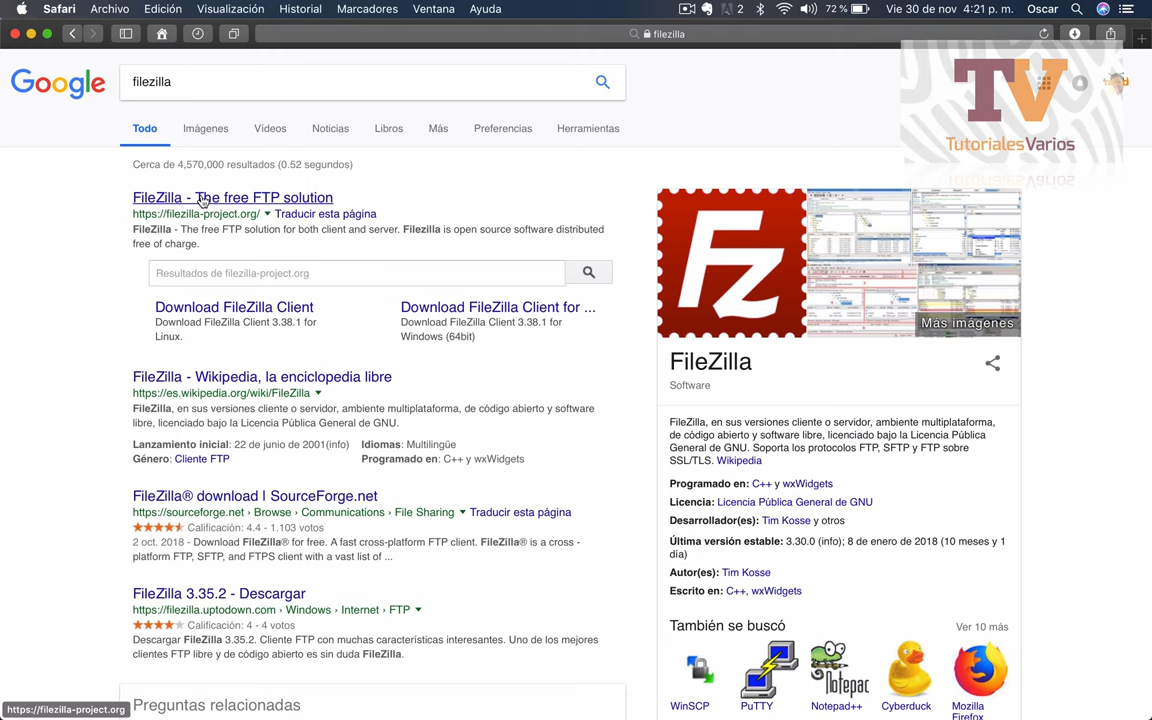 Safari Archivo Edición Visualización Historial Marcadores Ventana Ayuda 2 72 % Vie 30 de nov 4:21 p. m. Oscar
filezilla
Google filezilla
TV
TutorialesVarios
Todo Imágenes Vídeos Noticias Libros Más Preferencias Herramientas
Cerca de 4,570,000 resultados (0.52 segundos)
FileZilla - The free FTP solution
https://filezilla-project.org/ Traducir esta página
FileZilla - The free FTP solution for both client and server. Filezilla is open source software distributed
free of charge.
Resultados de filezilla-project.org
Download FileZilla Client
Download FileZilla Client 3.38.1 for
Linux.
Download FileZilla Client for ...
Download FileZilla Client 3.38.1 for
Windows (64bit)
FileZilla - Wikipedia, la enciclopedia libre
https://es.wikipedia.org/wiki/FileZilla
FileZilla, en sus versiones cliente o servidor, ambiente multiplataforma, de código abierto y software
libre, licenciado bajo la Licencia Pública General de GNU.
Lanzamiento inicial: 22 de junio de 2001(info) Idiomas: Multilingüe
Género: Cliente FTP Programado en: C++ y wxWidgets
FileZilla® download | SourceForge.net
https://sourceforge.net › Browse › Communications › File Sharing Traducir esta página
Calificación: 4.4 - 1.103 votos
2 oct. 2018 - Download FileZilla® for free. A fast cross-platform FTP client. FileZilla® is a cross -
platform FTP, SFTP, and FTPS client with a vast list of ...
FileZilla 3.35.2 - Descargar
https://filezilla.uptodown.com › Windows › Internet › FTP
Calificación: 4 - 4 votos
Descargar FileZilla 3.35.2. Cliente FTP con muchas características interesantes. Uno de los mejores
clientes FTP libre y de código abierto es sin duda FileZilla.
Preguntas relacionadas
https://filezilla-project.org
Fz
Más imágenes
FileZilla
Software
FileZilla, en sus versiones cliente o servidor, ambiente multiplataforma,
de código abierto y software libre, licenciado bajo la Licencia Pública
General de GNU. Soporta los protocolos FTP, SFTP y FTP sobre
SSL/TLS. Wikipedia
Programado en: C++ y wxWidgets
Licencia: Licencia Pública General de GNU
Desarrollador(es): Tim Kosse y otros
Última versión estable: 3.30.0 (info); 8 de enero de 2018 (10 meses y 1
día)
Autor(es): Tim Kosse
Escrito en: C++, wxWidgets
También se buscó Ver 10 más
WinSCP PuTTY Notepad++ Cyberduck Mozilla
Firefox